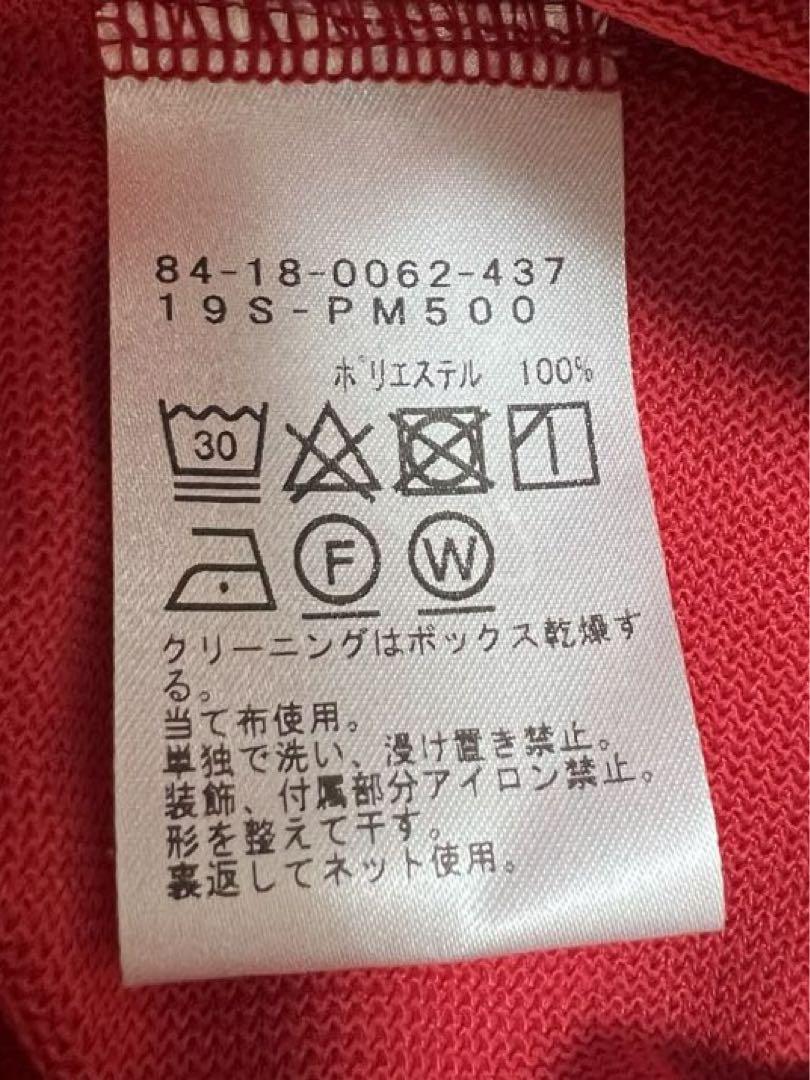 84-18-0062-437
19S-PM500
ポリエステル 100%
30
F W
クリーニングはボックス乾燥す
る。
当て布使用。
単独で洗い、浸け置き禁止。
装飾、付属部分アイロン禁止。
形を整えて干す。
裏返してネット使用。